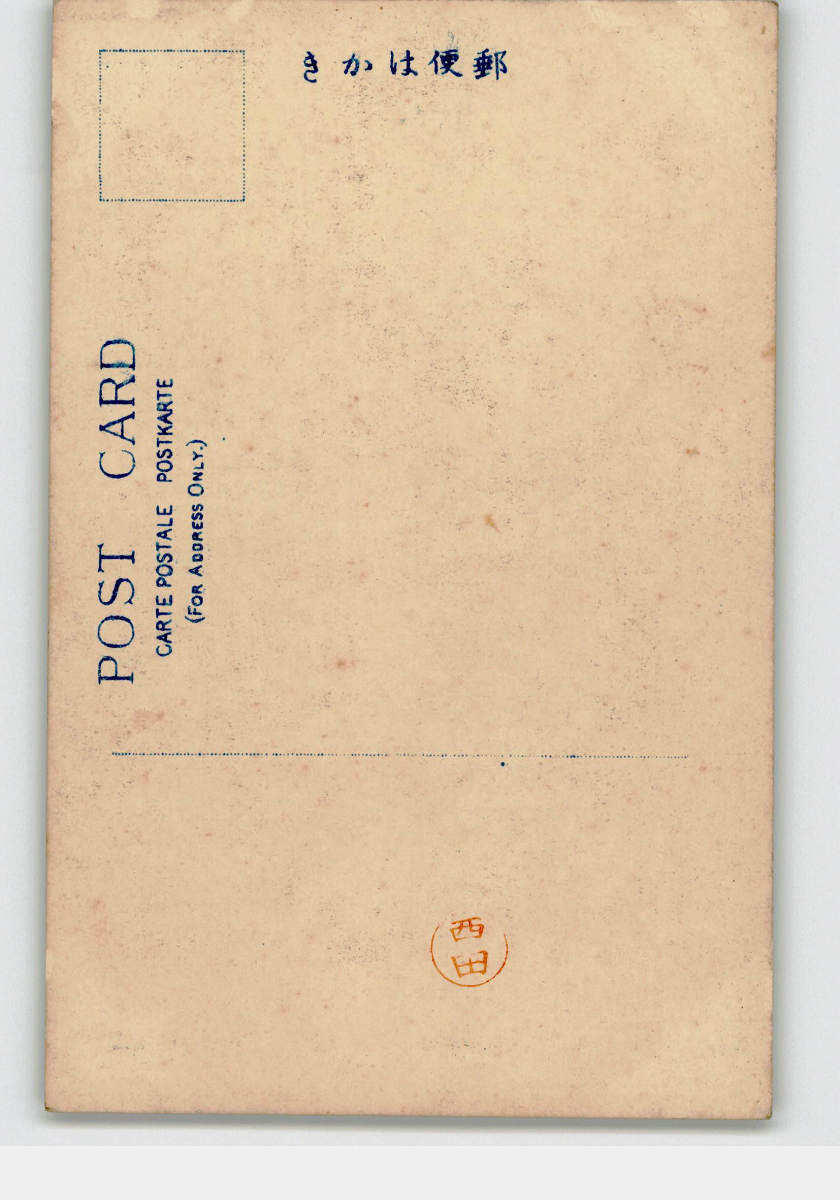 郵便はかき
POST CARD
CARTE POSTALE POSTKARTE
(FOR ADDRESS ONLY.)
西田